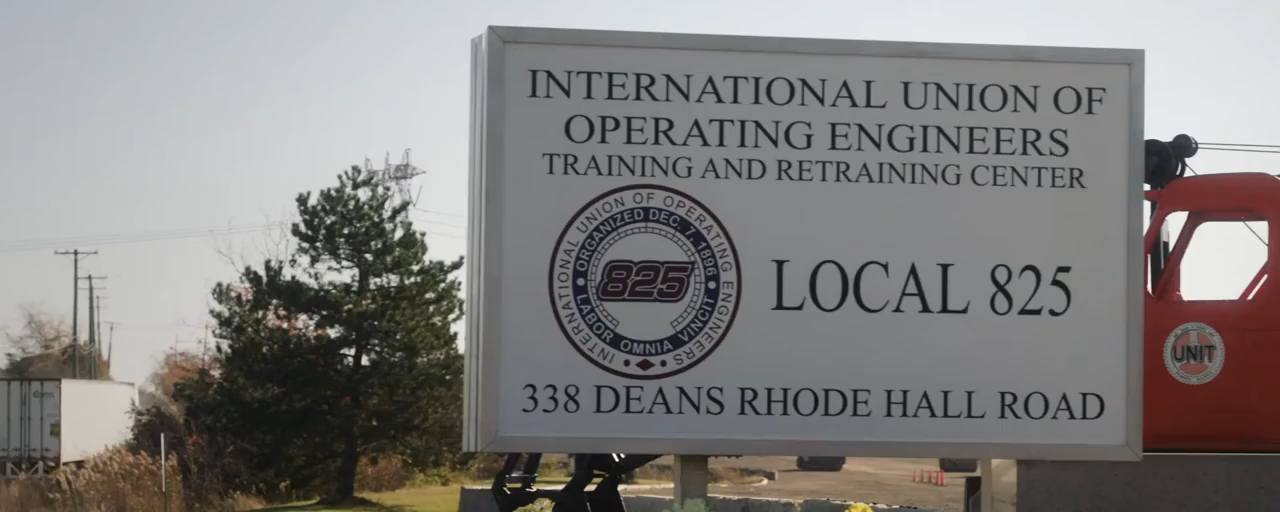 INTERNATIONAL UNION OF
OPERATING ENGINEERS
TRAINING AND RETRAINING CENTER
INTERNATIONAL UNION OF OPERATING ENGINEERS
ORGANIZED DEC. 7, 1896
825
LABOR OMNIA VINCIT
LOCAL 825
338 DEANS RHODE HALL ROAD
UNIT